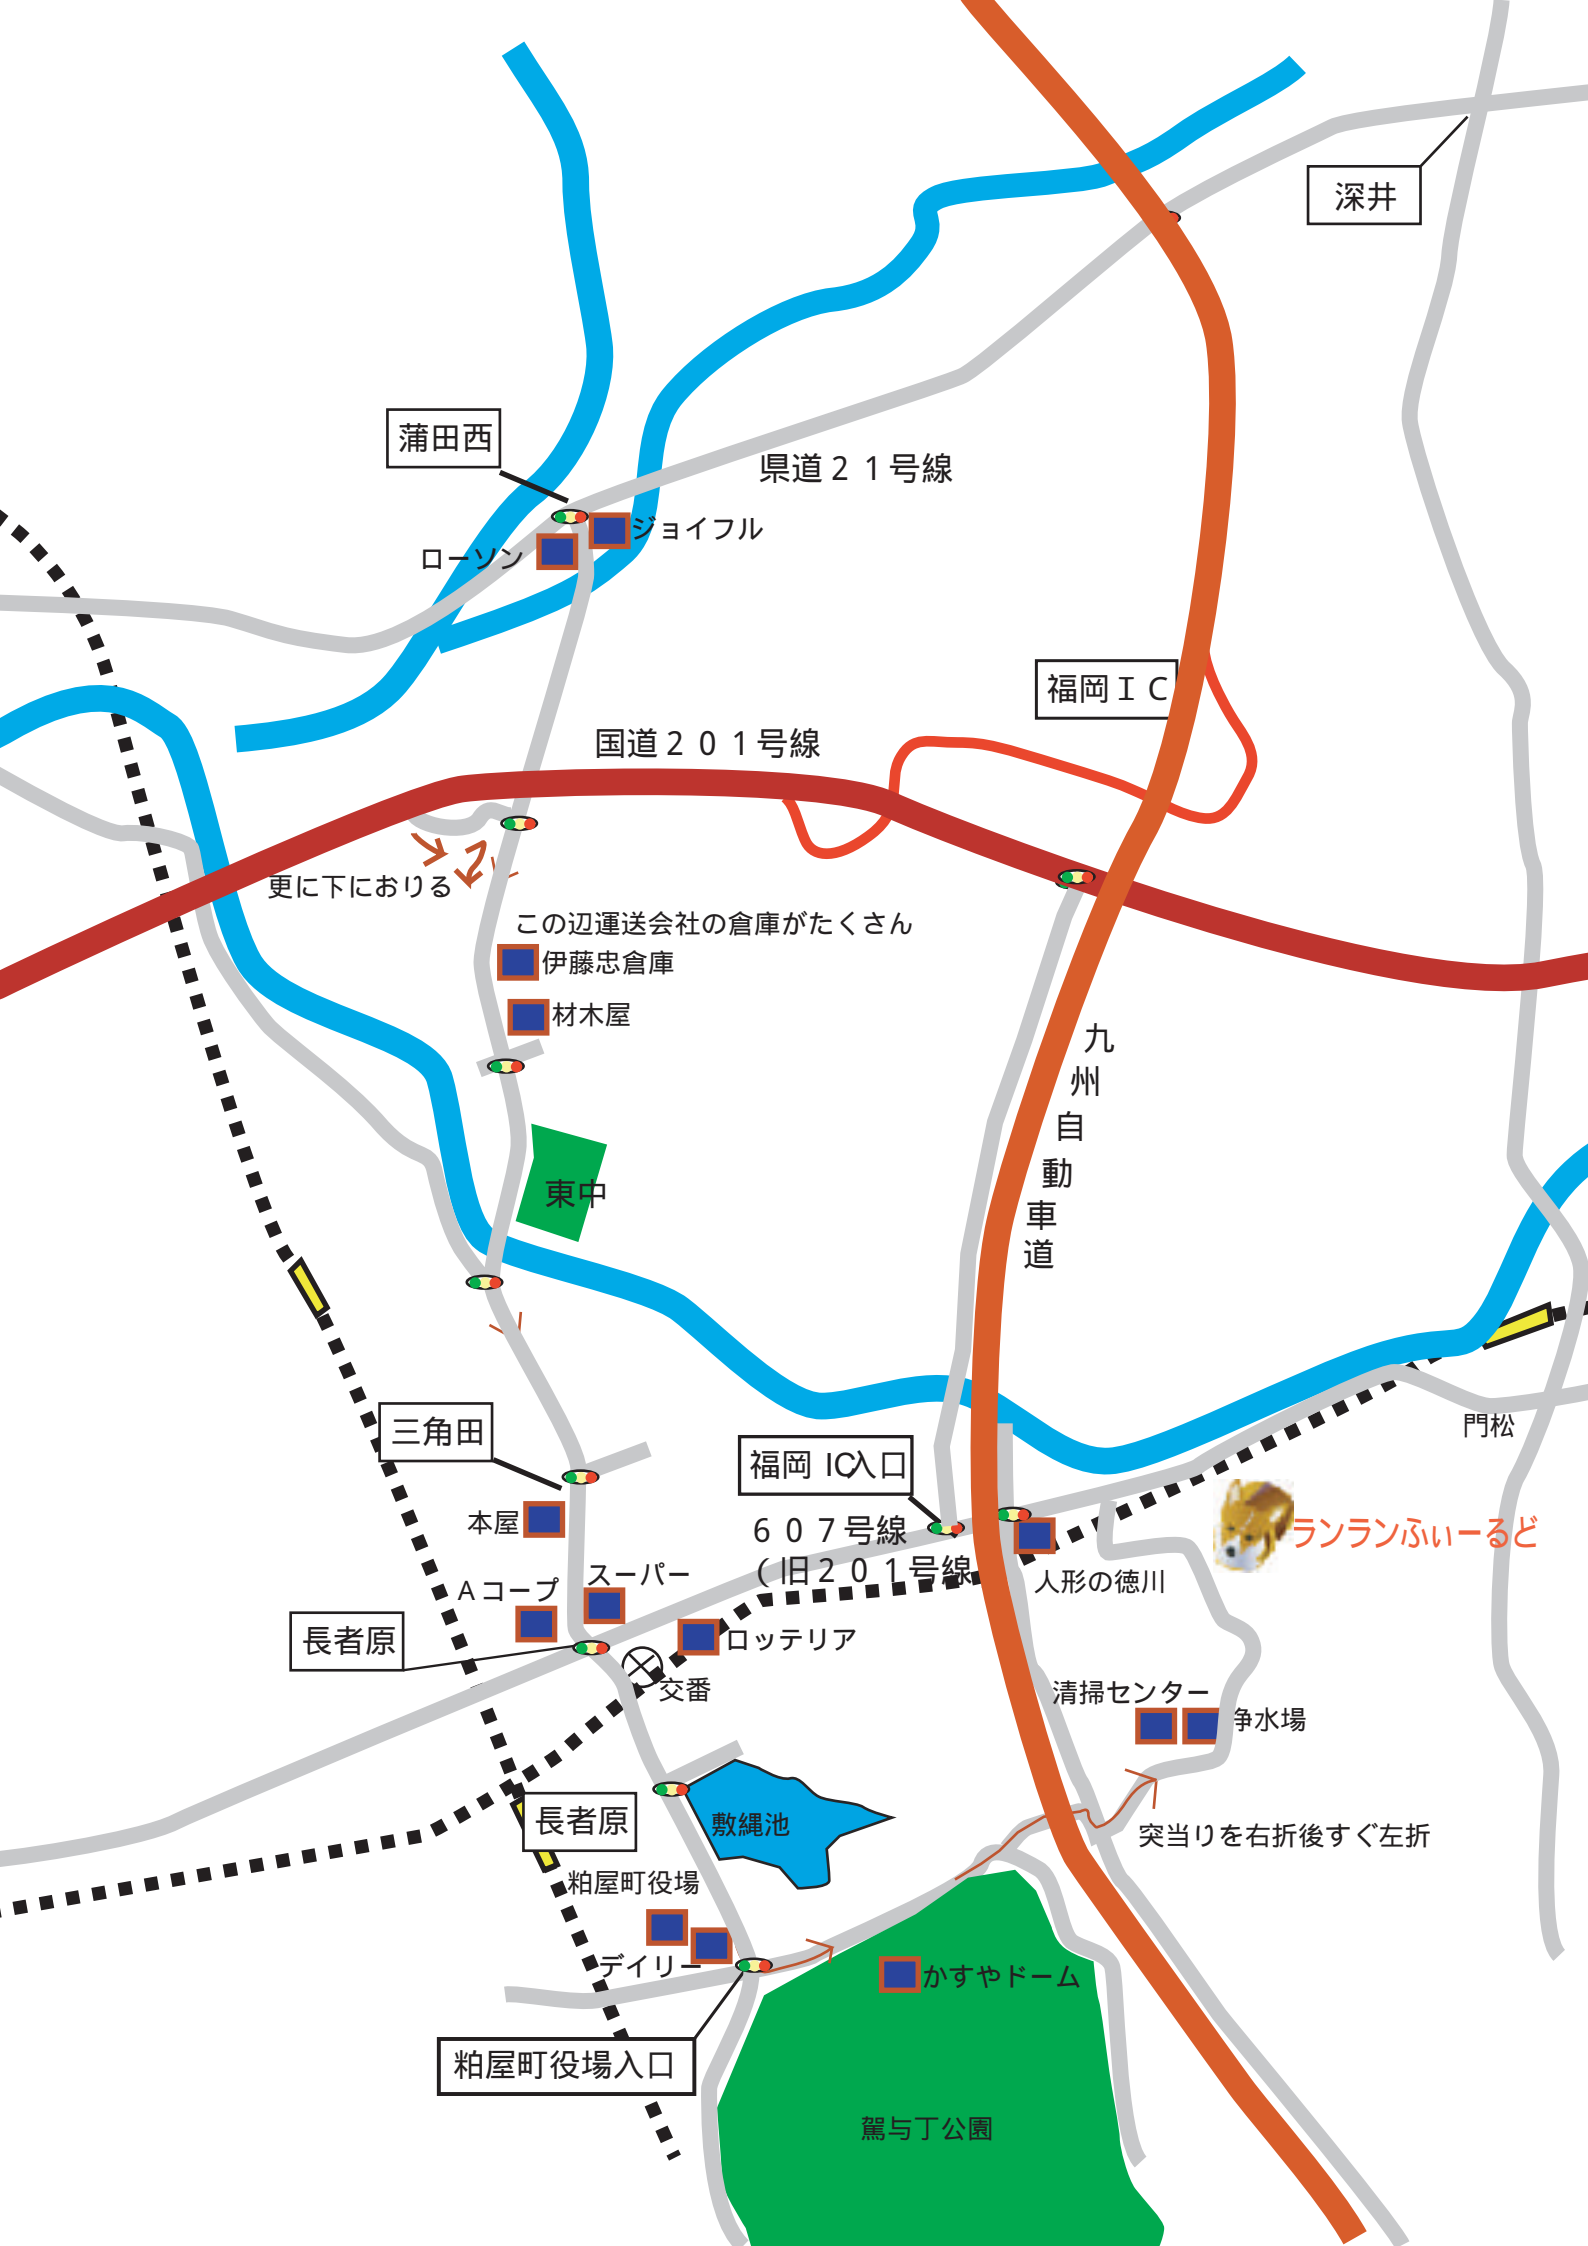 深井
蒲田西
県道２１号線
ジョイフル
ローソン
福岡ＩＣ
国道２０１号線
更に下におりる
この辺運送会社の倉庫がたくさん
伊藤忠倉庫
材木屋
九州自動車道
東中
三角田
門松
福岡 IC入口
本屋
６０７号線
（旧２０１号線
ランランふぃーるど
スーパー
Ａコープ
人形の徳川
長者原
ロッテリア
交番
清掃センター
浄水場
長者原
敷縄池
突当りを右折後すぐ左折
粕屋町役場
デイリー
かすやドーム
粕屋町役場入口
駕与丁公園